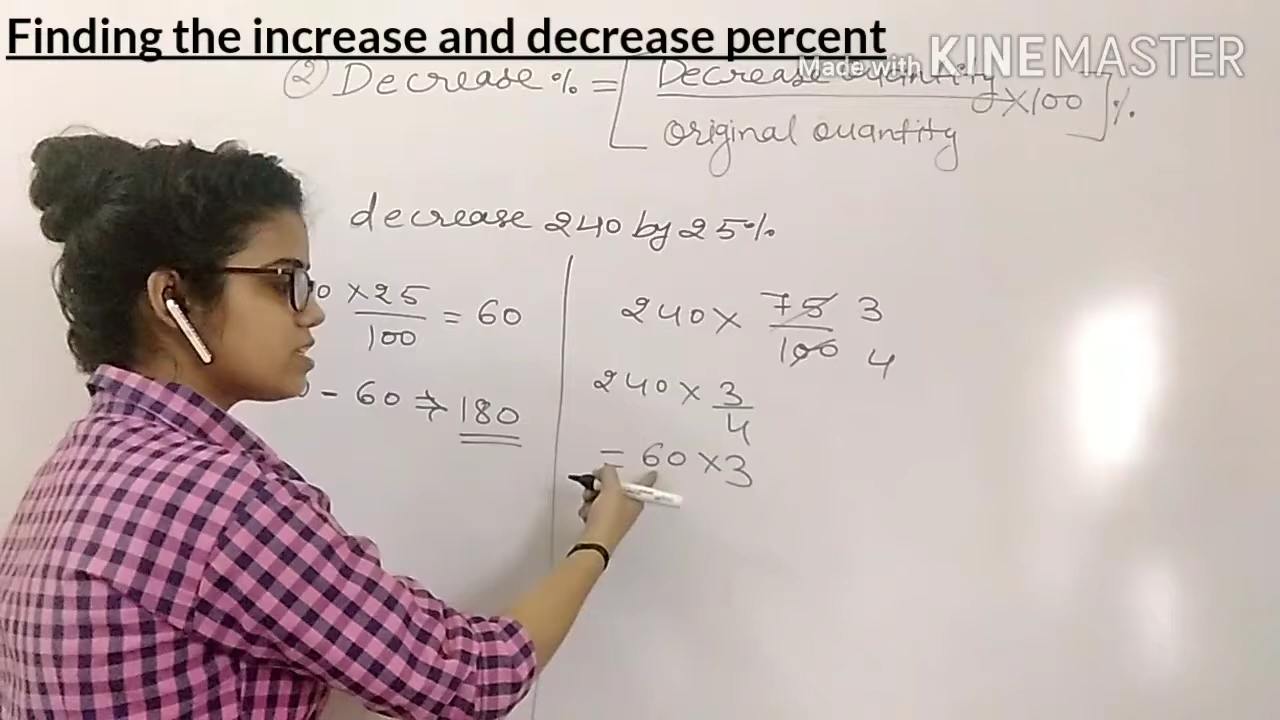 Finding the increase and decrease percent
Made with KINEMASTER
② Decrease % = [Decrease quantity / original quantity × 100] %
decrease 240 by 25%
0 × 25 / 100 = 60
- 60 ⇒ 180
240 × 75 / 100 3 / 4
240 × 3 / 4
= 60 × 3